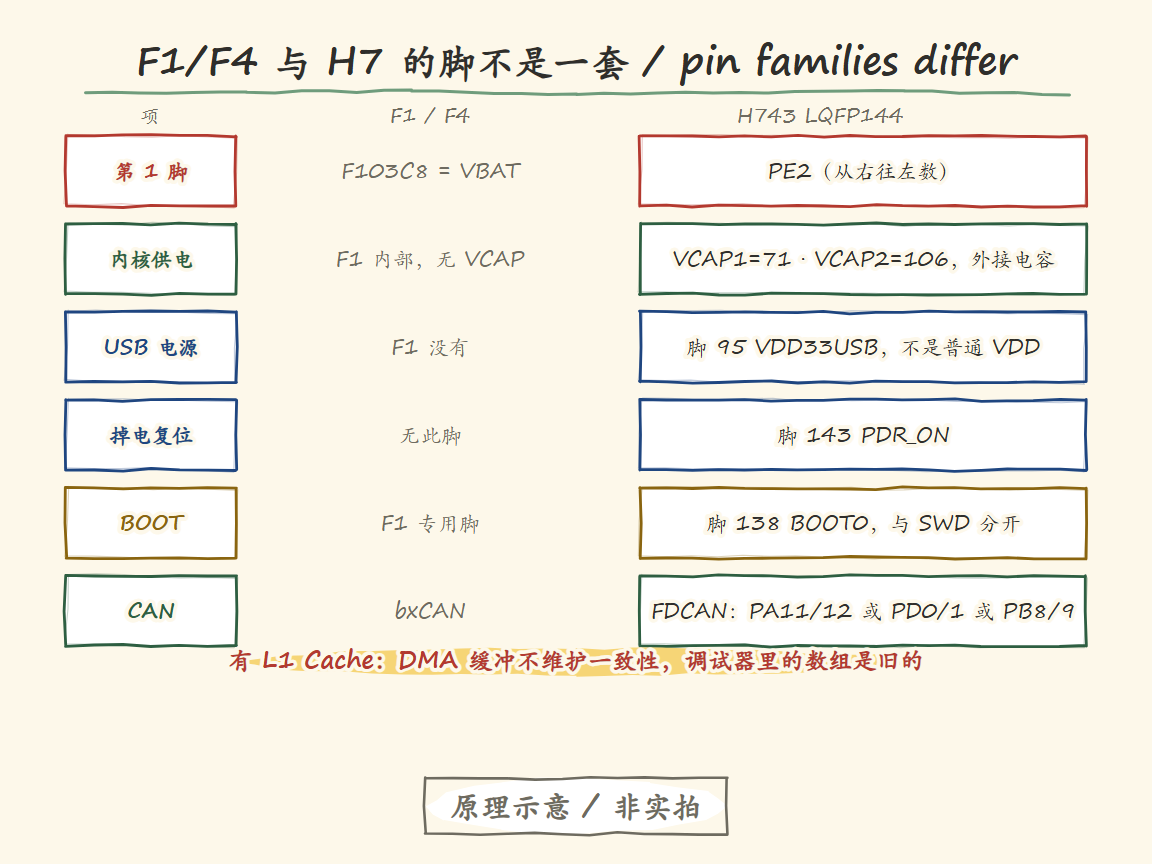 F1/F4 与 H7 的脚不是一套 / pin families differ
项 F1 / F4 H743 LQFP144
第 1 脚 F103C8 = VBAT PE2（从右往左数）
内核供电 F1 内部，无 VCAP VCAP1=71 · VCAP2=106，外接电容
USB 电源 F1 没有 脚 95 VDD33USB，不是普通 VDD
掉电复位 无此脚 脚 143 PDR_ON
BOOT F1 专用脚 脚 138 BOOT0，与 SWD 分开
CAN bxCAN FDCAN：PA11/12 或 PD0/1 或 PB8/9
有 L1 Cache：DMA 缓冲不维护一致性，调试器里的数组是旧的
原理示意 / 非实拍